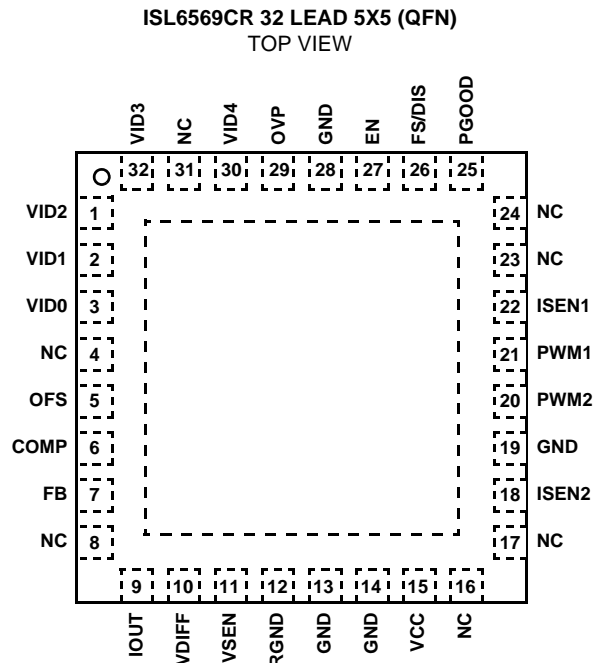 ISL6569CR 32 LEAD 5X5 (QFN)
TOP VIEW
VID3 NC VID4 OVP GND EN FS/DIS PGOOD
32 31 30 29 28 27 26 25
VID2 1 24 NC
VID1 2 23 NC
VID0 3 22 ISEN1
NC 4 21 PWM1
OFS 5 20 PWM2
COMP 6 19 GND
FB 7 18 ISEN2
NC 8 17 NC
9 10 11 12 13 14 15 16
IOUT VDIFF VSEN RGND GND GND VCC NC